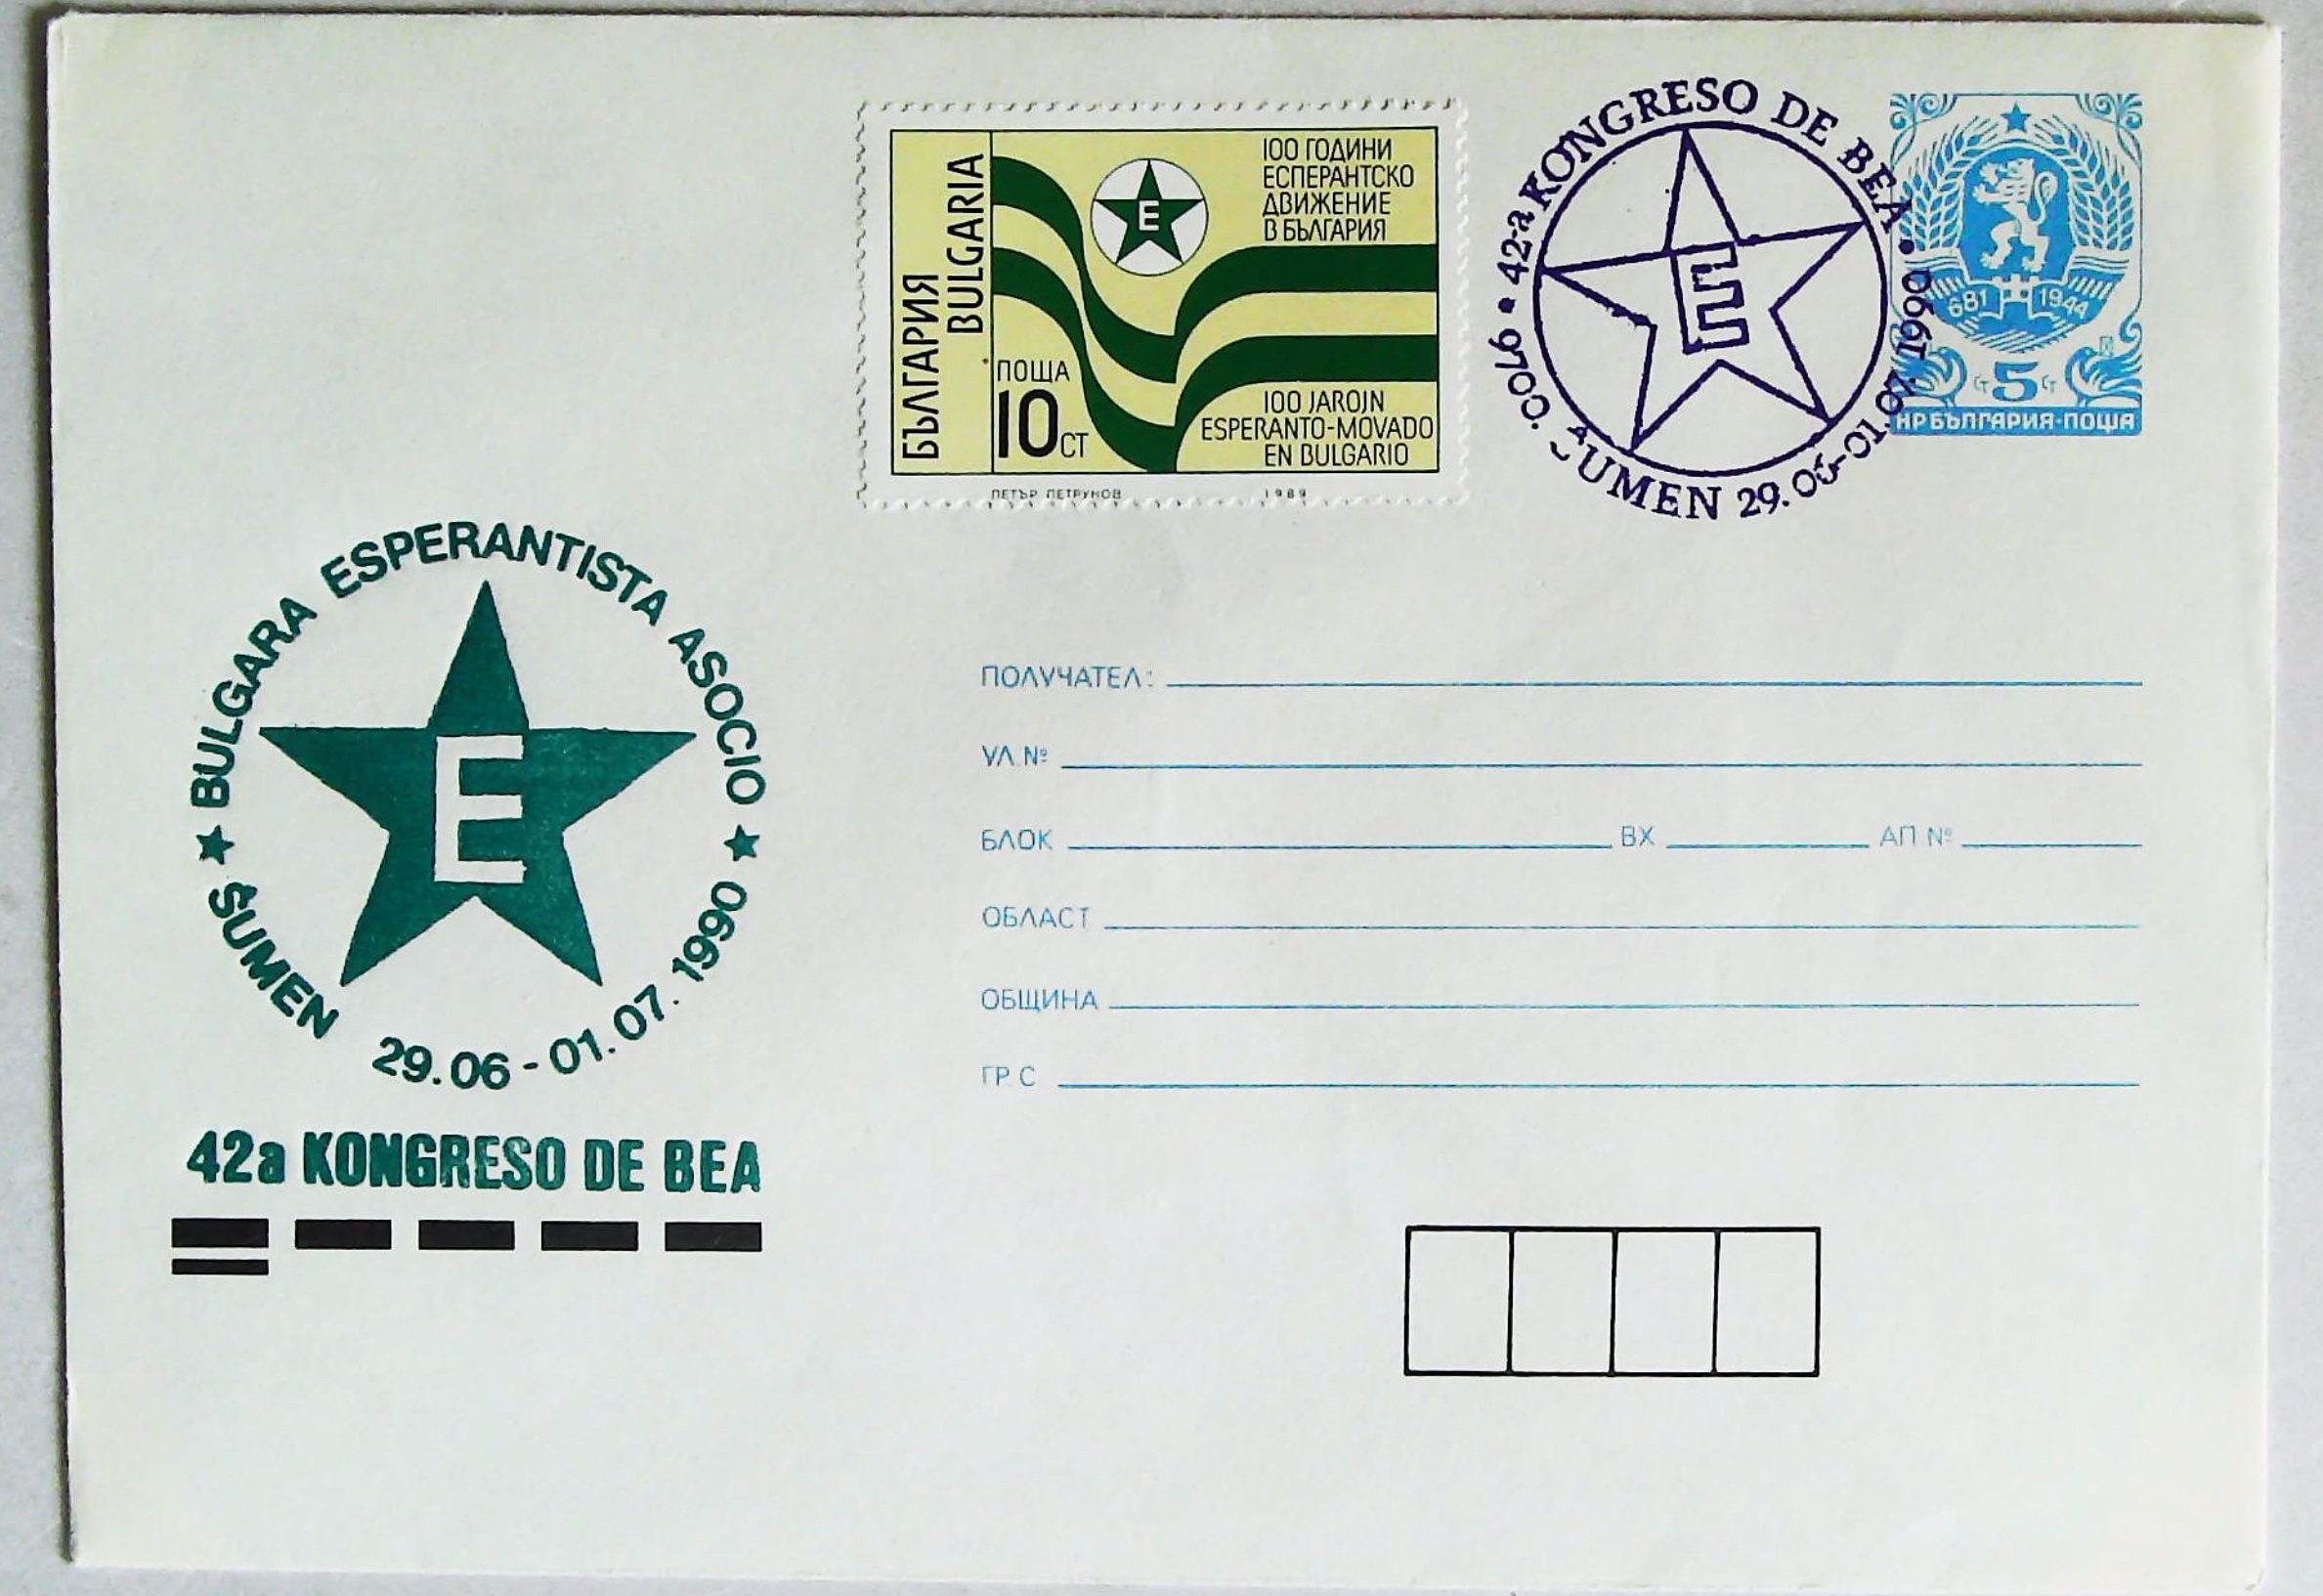 БЪЛГАРИЯ
BULGARIA
100 ГОДИНИ
ЕСПЕРАНТСКО
ДВИЖЕНИЕ
В БЪЛГАРИЯ
E
ПОЩА
10 СТ
100 JAROJN
ESPERANTO-MOVADO
EN BULGARIO
ПЕТЪР ПЕТРУНОВ 1989
• 42-a KONGRESO DE BEA •
29.06-01.07.1990
E
681 1944
СТ 5 СТ
НР БЪЛГАРИЯ-ПОЩА
★ BULGARA ESPERANTISTA ASOCIO ★
E
ŜUMEN 29.06 - 01.07.1990
42a KONGRESO DE BEA
ПОЛУЧАТЕЛ:
УЛ. №
БЛОК ВХ АП. №
ОБЛАСТ
ОБЩИНА
ГР. С